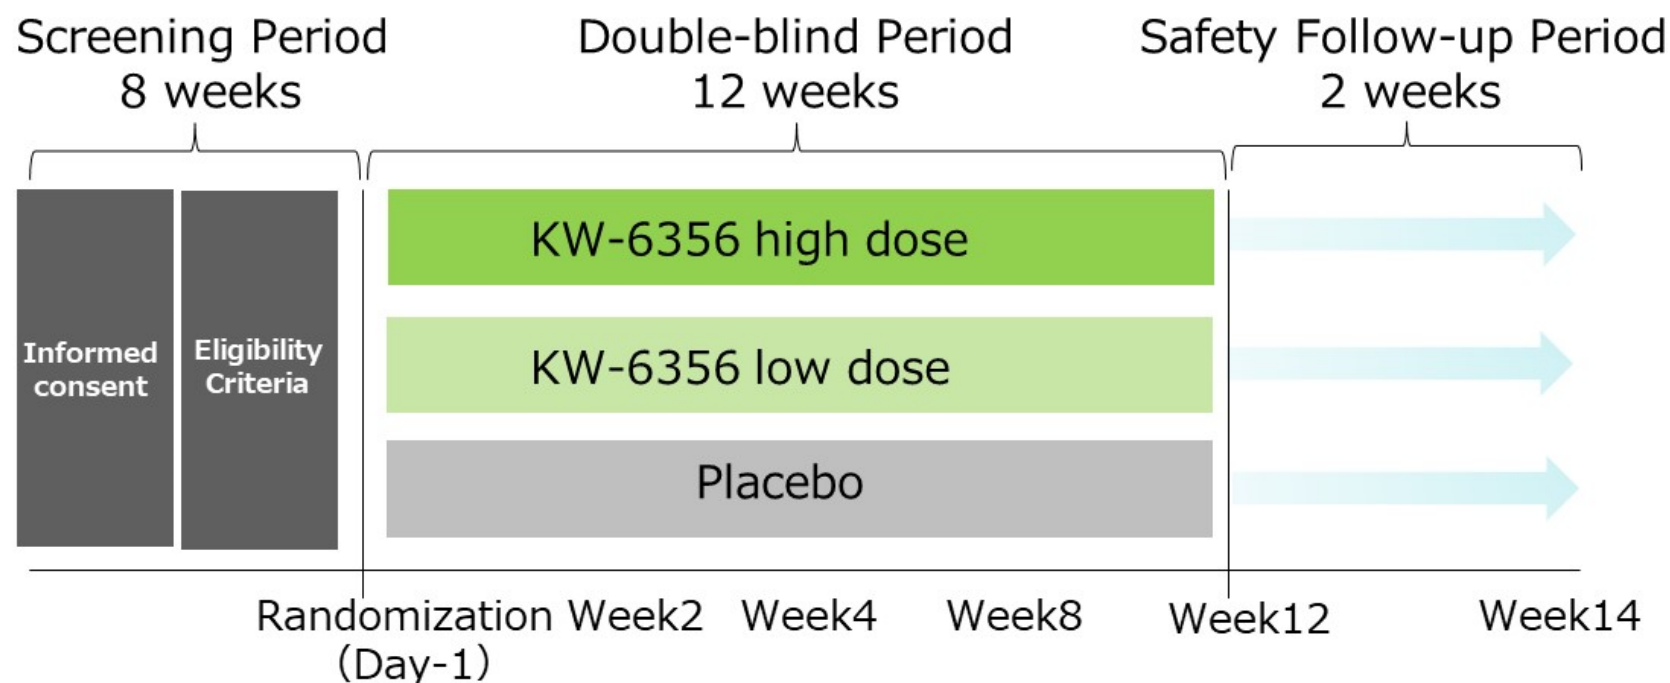 Screening Period
8 weeks
Double-blind Period
12 weeks
Safety Follow-up Period
2 weeks
Informed
consent
Eligibility
Criteria
KW-6356 high dose
KW-6356 low dose
Placebo
Randomization
(Day-1)
Week2
Week4
Week8
Week12
Week14